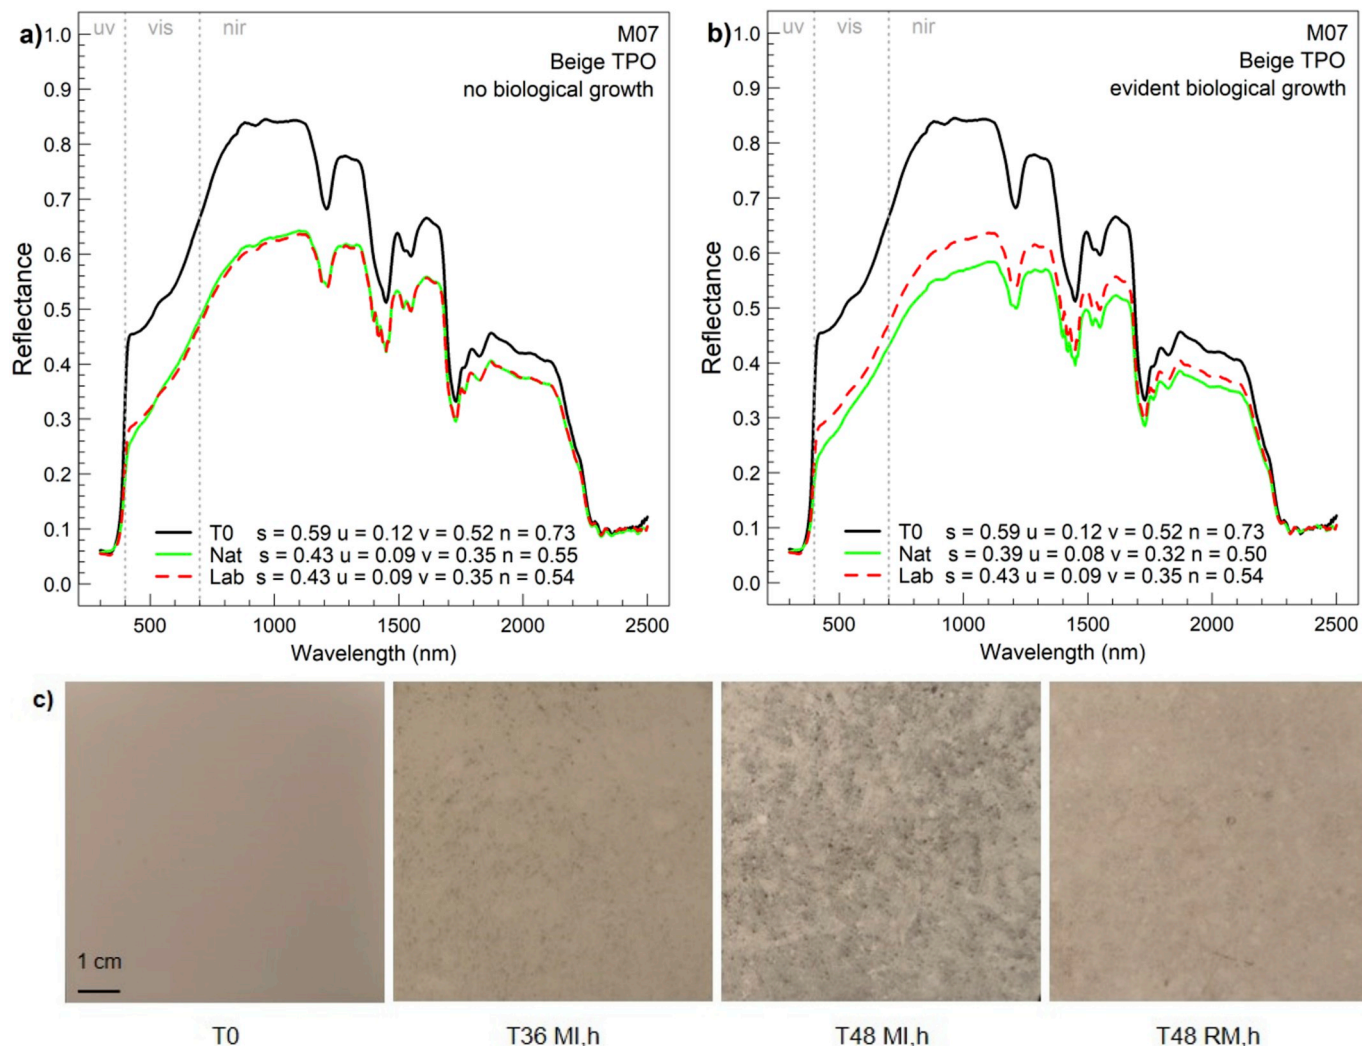 a)
uv vis nir
M07
Beige TPO
no biological growth
1.0
0.9
0.8
0.7
0.6
0.5
0.4
0.3
0.2
0.1
0.0
Reflectance
T0 s = 0.59 u = 0.12 v = 0.52 n = 0.73
Nat s = 0.43 u = 0.09 v = 0.35 n = 0.55
Lab s = 0.43 u = 0.09 v = 0.35 n = 0.54
500 1000 1500 2000 2500
Wavelength (nm)
b)
uv vis nir
M07
Beige TPO
evident biological growth
1.0
0.9
0.8
0.7
0.6
0.5
0.4
0.3
0.2
0.1
0.0
Reflectance
T0 s = 0.59 u = 0.12 v = 0.52 n = 0.73
Nat s = 0.39 u = 0.08 v = 0.32 n = 0.50
Lab s = 0.43 u = 0.09 v = 0.35 n = 0.54
500 1000 1500 2000 2500
Wavelength (nm)
c)
1 cm
T0 T36 MI,h T48 MI,h T48 RM,h